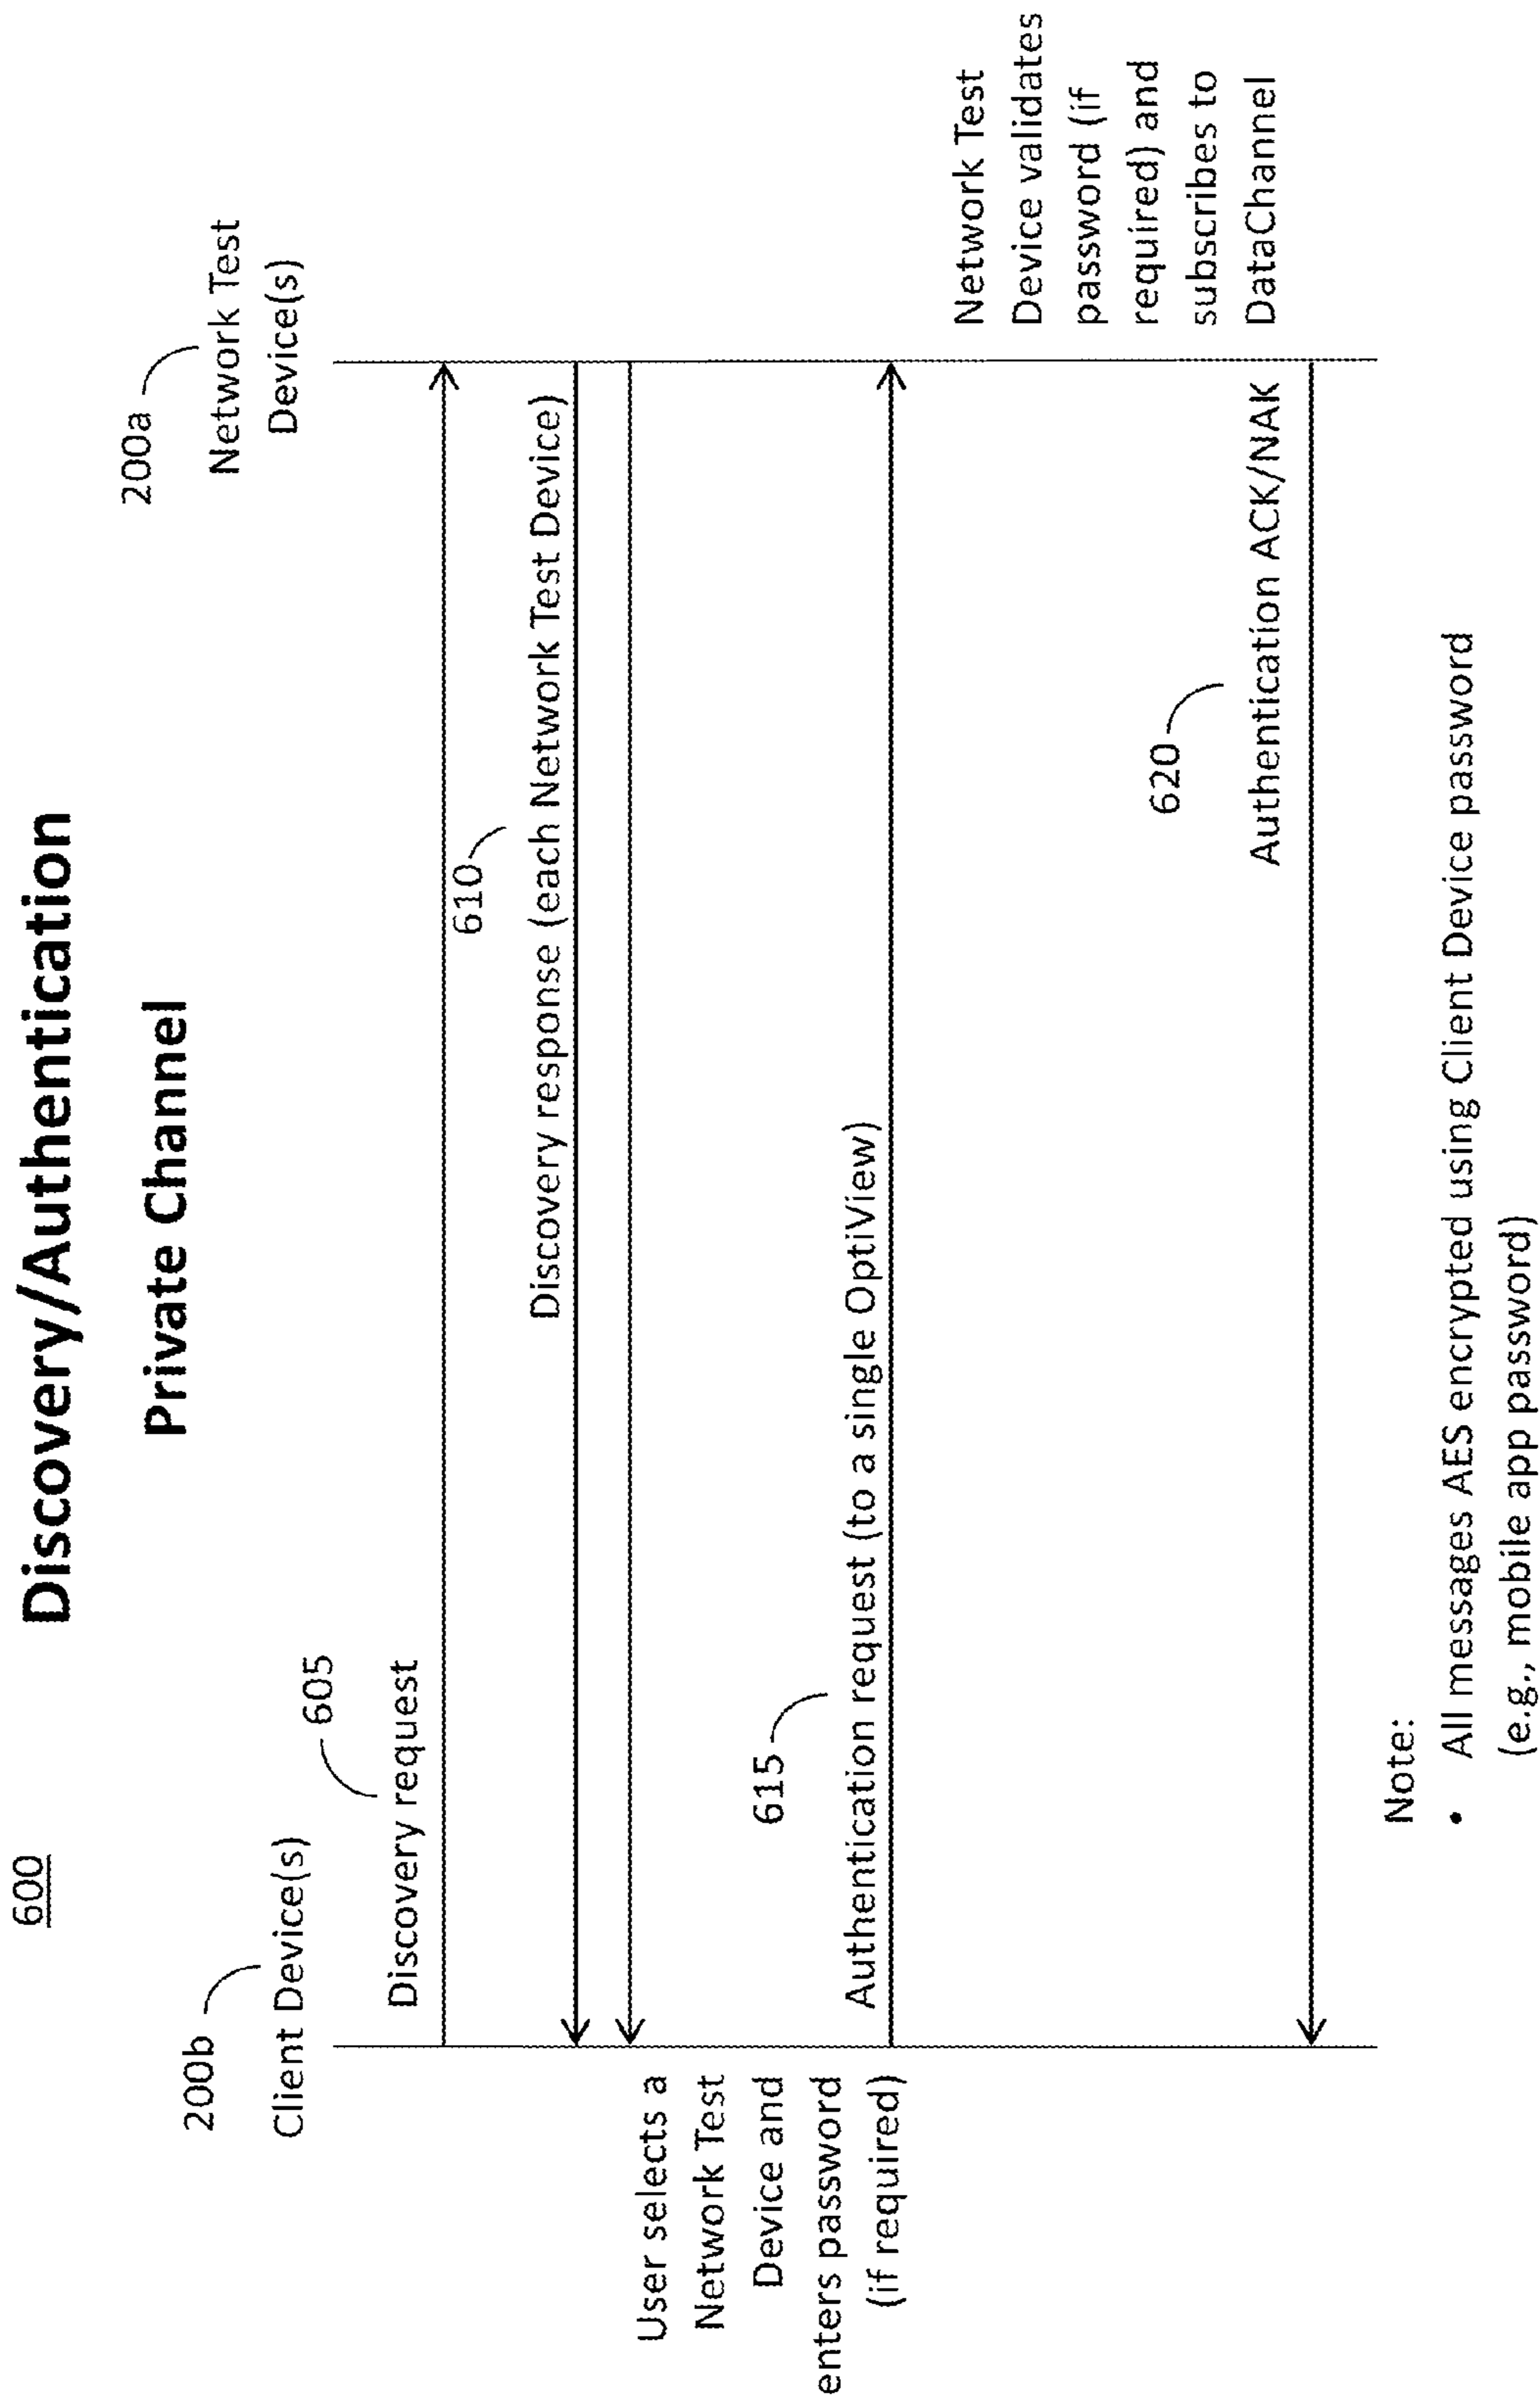 600
Discovery/Authentication
Private Channel
200b
Client Device(s)
200a
Network Test
Device(s)
605
Discovery request
610
Discovery response (each Network Test Device)
User selects a
Network Test
Device and
enters password
(if required)
615
Authentication request (to a single OptiView)
Network Test
Device validates
password (if
required) and
subscribes to
DataChannel
620
Authentication ACK/NAK
Note:
• All messages AES encrypted using Client Device password
(e.g., mobile app password)